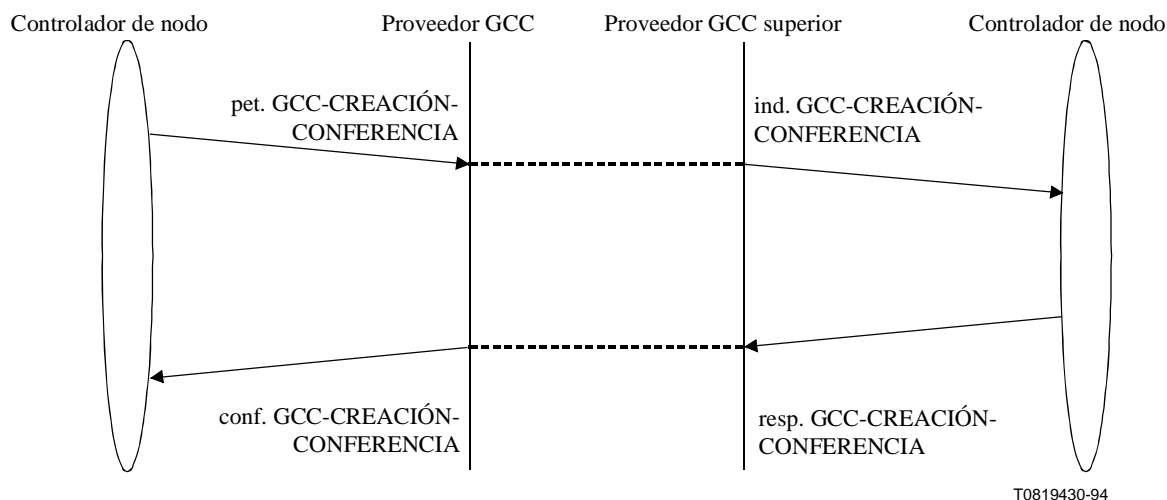 Controlador de nodo
Proveedor GCC
Proveedor GCC superior
Controlador de nodo
pet. GCC-CREACIÓN-
CONFERENCIA
ind. GCC-CREACIÓN-
CONFERENCIA
conf. GCC-CREACIÓN-
CONFERENCIA
resp. GCC-CREACIÓN-
CONFERENCIA
T0819430-94